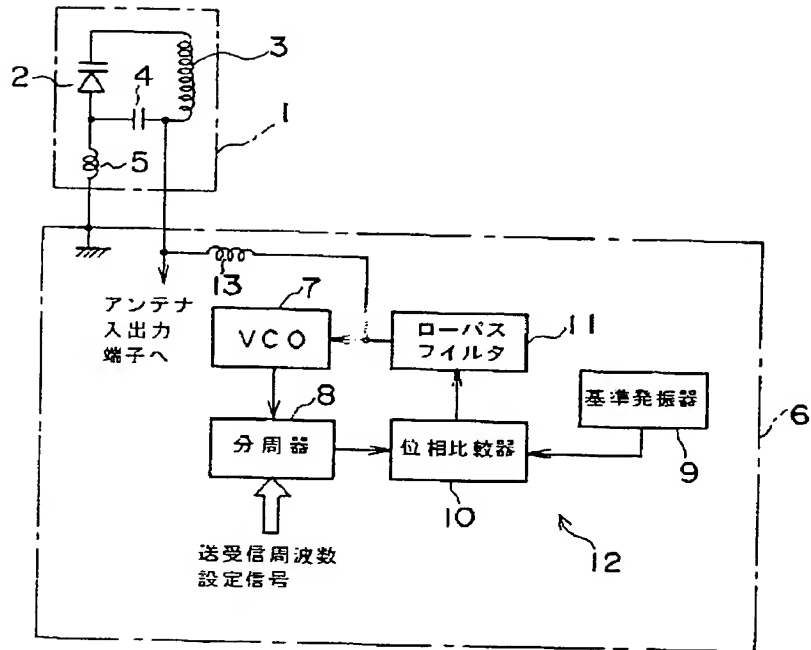 2
3
4
1
5
13
アンテナ
入出力
端子へ
7
VCO
ローパス
フイルタ
11
8
分周器
位相比較器
10
基準発振器
9
6
送受信周波数
設定信号
12